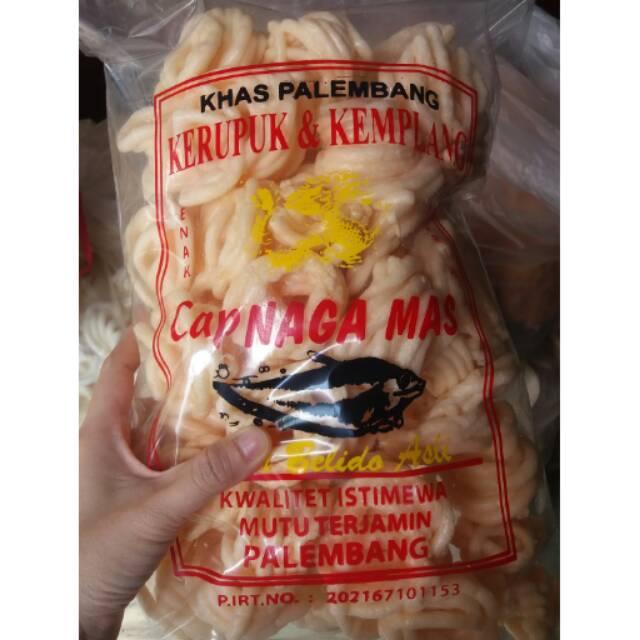 KHAS PALEMBANG
KERUPUK & KEMPLANG
ENAK
Cap NAGA MAS
Belido Asli
KWALITET ISTIMEWA
MUTU TERJAMIN
PALEMBANG
P.IRT.NO. : 202167101153